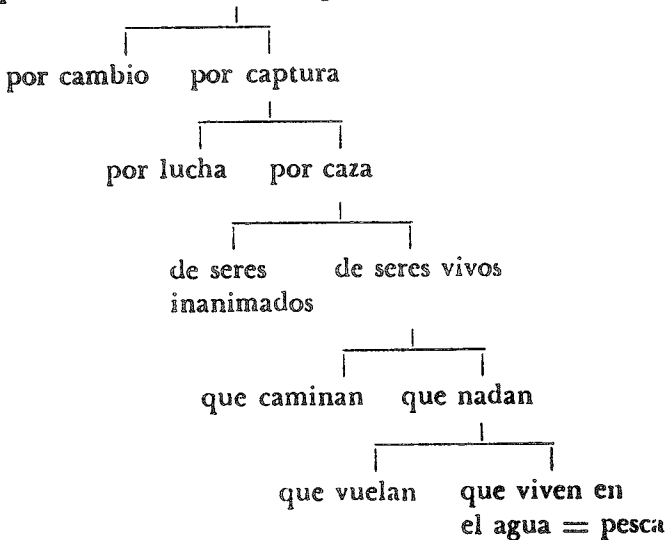 por cambio por captura
por lucha por caza
de seres de seres vivos
inanimados
que caminan que nadan
que vuelan que viven en
el agua = pesca